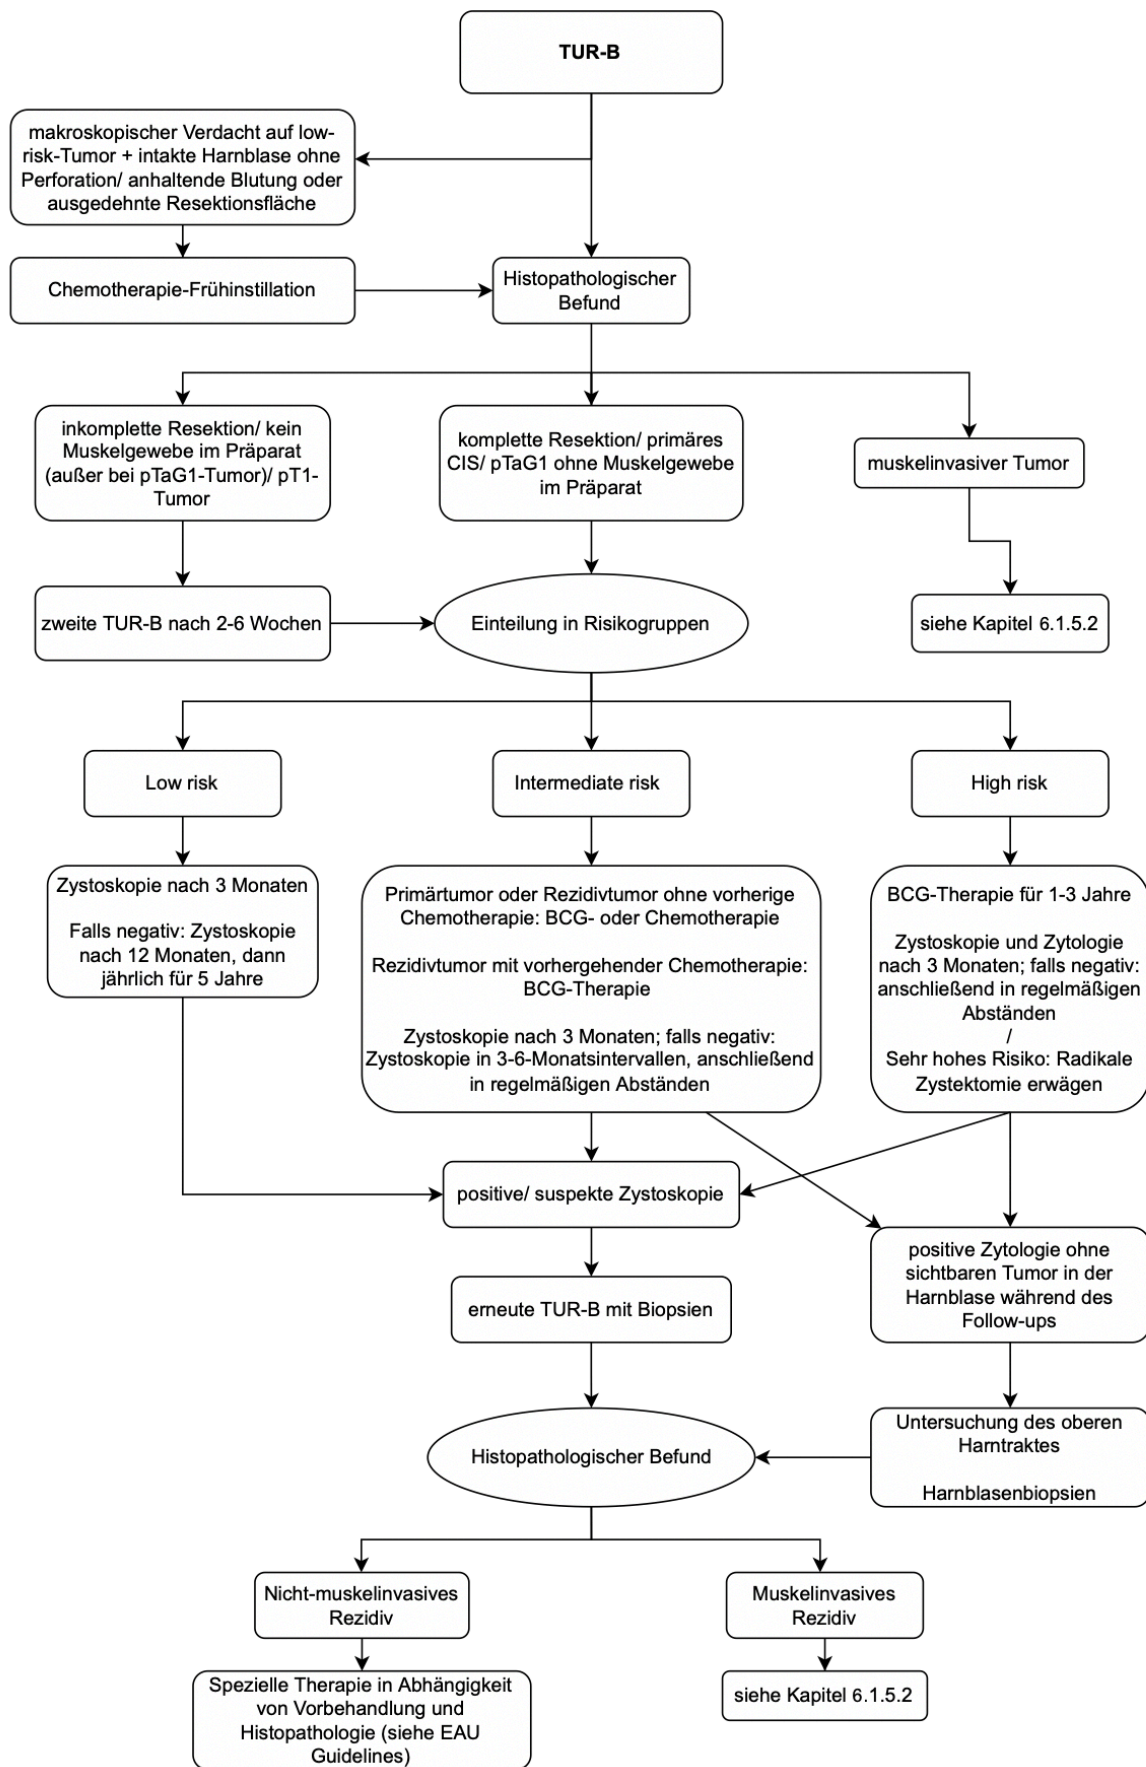 TUR-B
makroskopischer Verdacht auf low-
risk-Tumor + intakte Harnblase ohne
Perforation/ anhaltende Blutung oder
ausgedehnte Resektionsfläche
Chemotherapie-Frühinstillation
Histopathologischer
Befund
inkomplette Resektion/ kein
Muskelgewebe im Präparat
(außer bei pTaG1-Tumor)/ pT1-
Tumor
komplette Resektion/ primäres
CIS/ pTaG1 ohne Muskelgewebe
im Präparat
muskelinvasiver Tumor
zweite TUR-B nach 2-6 Wochen
Einteilung in Risikogruppen
siehe Kapitel 6.1.5.2
Low risk
Intermediate risk
High risk
Zystoskopie nach 3 Monaten
Falls negativ: Zystoskopie
nach 12 Monaten, dann
jährlich für 5 Jahre
Primärtumor oder Rezidivtumor ohne vorherige
Chemotherapie: BCG- oder Chemotherapie
Rezidivtumor mit vorhergehender Chemotherapie:
BCG-Therapie
Zystoskopie nach 3 Monaten; falls negativ:
Zystoskopie in 3-6-Monatsintervallen, anschließend
in regelmäßigen Abständen
BCG-Therapie für 1-3 Jahre
Zystoskopie und Zytologie
nach 3 Monaten; falls negativ:
anschließend in regelmäßigen
Abständen
/
Sehr hohes Risiko: Radikale
Zystektomie erwägen
positive/ suspekte Zystoskopie
positive Zytologie ohne
sichtbaren Tumor in der
Harnblase während des
Follow-ups
erneute TUR-B mit Biopsien
Histopathologischer Befund
Untersuchung des oberen
Harntraktes
Harnblasenbiopsien
Nicht-muskelinvasives
Rezidiv
Muskelinvasives
Rezidiv
Spezielle Therapie in Abhängigkeit
von Vorbehandlung und
Histopathologie (siehe EAU
Guidelines)
siehe Kapitel 6.1.5.2